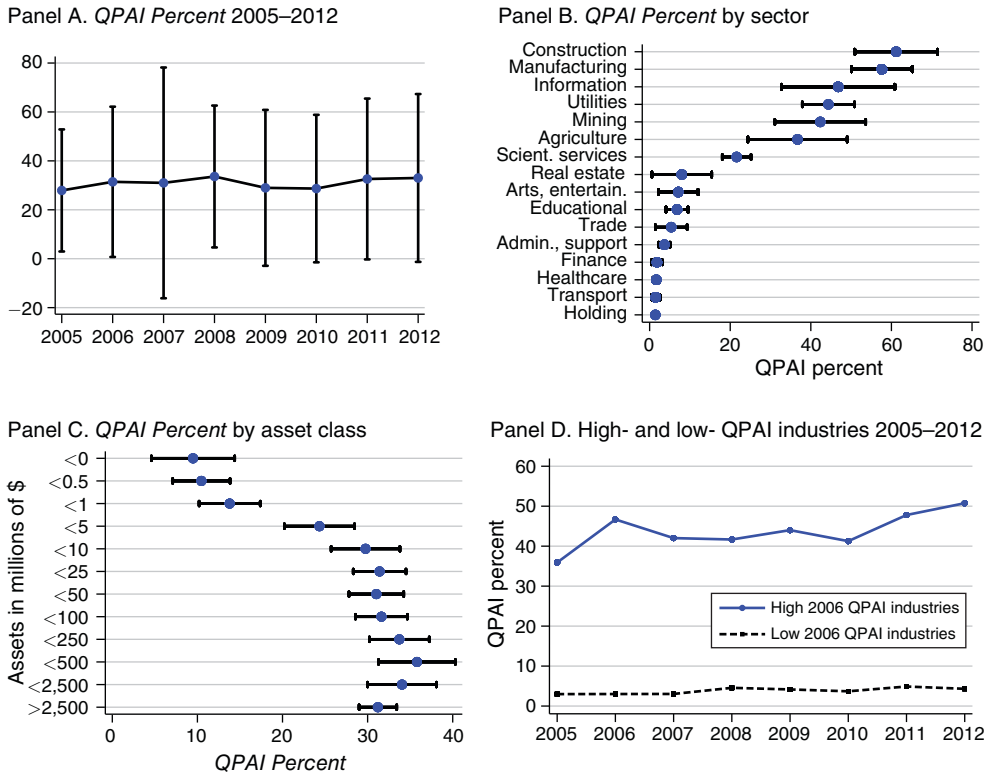 Panel A. QPAI Percent 2005–2012
80
60
40
20
0
−20
2005 2006 2007 2008 2009 2010 2011 2012
Panel B. QPAI Percent by sector
Construction
Manufacturing
Information
Utilities
Mining
Agriculture
Scient. services
Real estate
Arts, entertain.
Educational
Trade
Admin., support
Finance
Healthcare
Transport
Holding
0 20 40 60 80
QPAI percent
Panel C. QPAI Percent by asset class
Assets in millions of $
<0
<0.5
<1
<5
<10
<25
<50
<100
<250
<500
<2,500
>2,500
0 10 20 30 40
QPAI Percent
Panel D. High- and low- QPAI industries 2005–2012
QPAI percent
60
50
40
30
20
10
0
High 2006 QPAI industries
Low 2006 QPAI industries
2005 2006 2007 2008 2009 2010 2011 2012